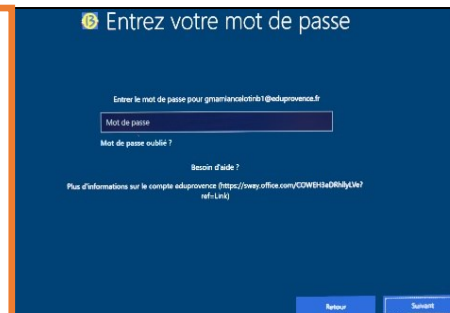 Entrez votre mot de passe
Entrer le mot de passe pour gmamiancelotinb1@eduprovence.fr
Mot de passe
Mot de passe oublié ?
Besoin d'aide ?
Plus d'informations sur le compte eduprovence (https://sway.office.com/COWEH3aDRhilyLVe?
ref=Link)
Retour
Suivant